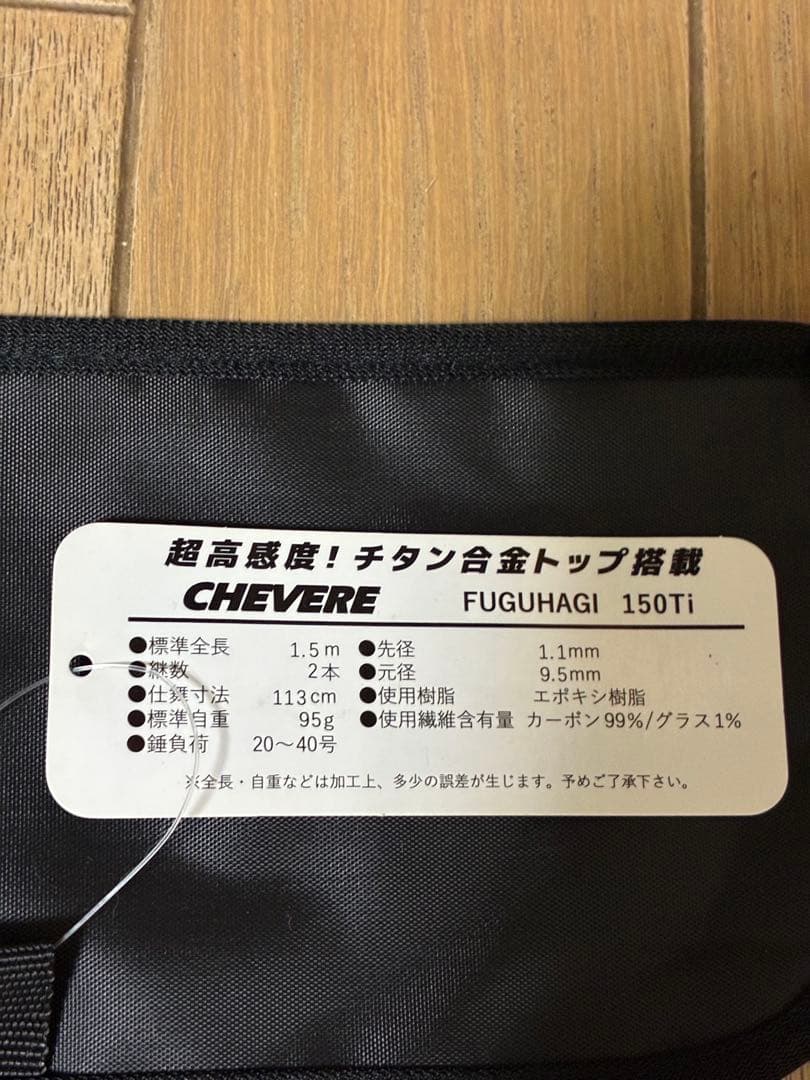 超高感度!チタン合金トップ搭載
CHEVERE FUGUHAGI 150Ti
●標準全長 1.5m ●先径 1.1mm
●継数 2本 ●元径 9.5mm
●仕舞寸法 113cm ●使用樹脂 エポキシ樹脂
●標準自重 95g ●使用繊維含有量 カーボン99%/グラス1%
●錘負荷 20〜40号
※全長・自重などは加工上、多少の誤差が生じます。予めご了承下さい。